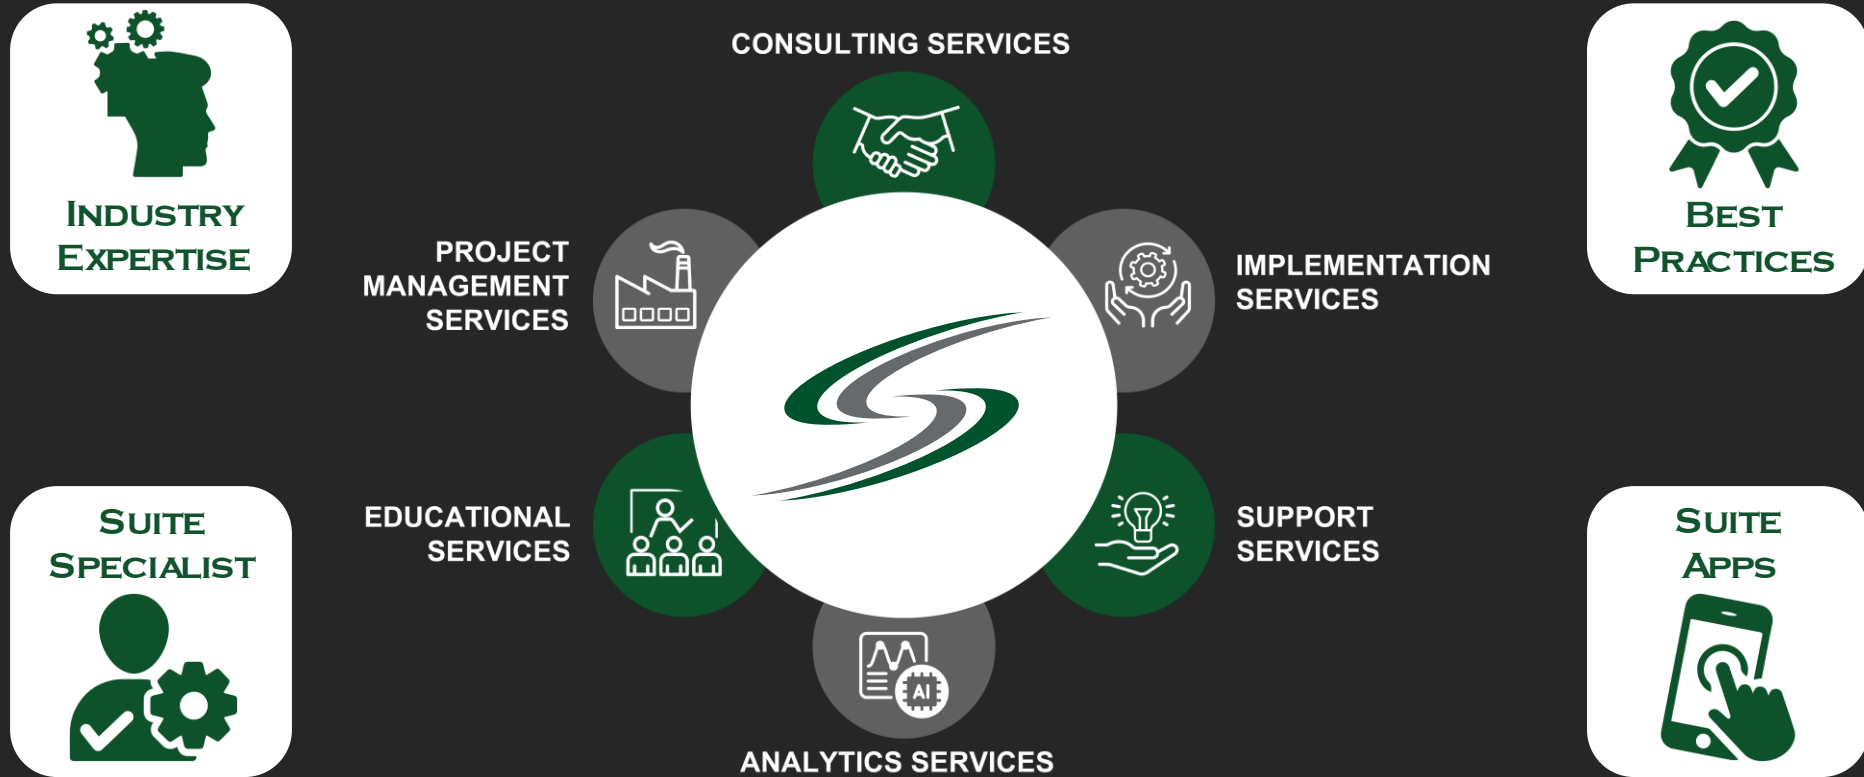 CONSULTING SERVICES
INDUSTRY
EXPERTISE
BEST
PRACTICES
PROJECT
MANAGEMENT
SERVICES
IMPLEMENTATION
SERVICES
EDUCATIONAL
SERVICES
SUPPORT
SERVICES
SUITE
SPECIALIST
SUITE
APPS
AI
ANALYTICS SERVICES